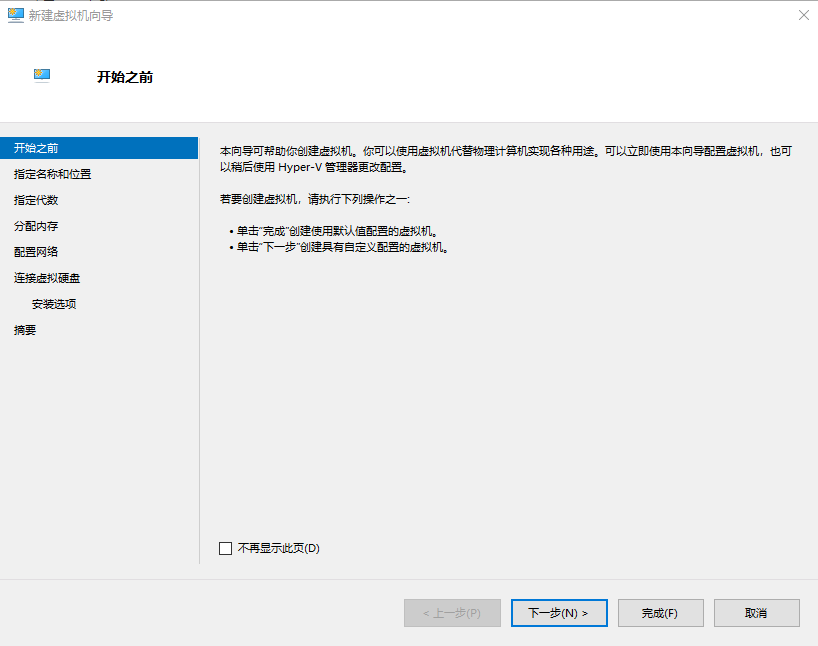 新建虚拟机向导
开始之前
开始之前
指定名称和位置
指定代数
分配内存
配置网络
连接虚拟硬盘
安装选项
摘要
本向导可帮助你创建虚拟机。你可以使用虚拟机代替物理计算机实现各种用途。可以立即使用本向导配置虚拟机，也可
以稍后使用 Hyper-V 管理器更改配置。
若要创建虚拟机，请执行下列操作之一:
• 单击“完成”创建使用默认值配置的虚拟机。
• 单击“下一步”创建具有自定义配置的虚拟机。
不再显示此页(D)
< 上一步(P)
下一步(N) >
完成(F)
取消